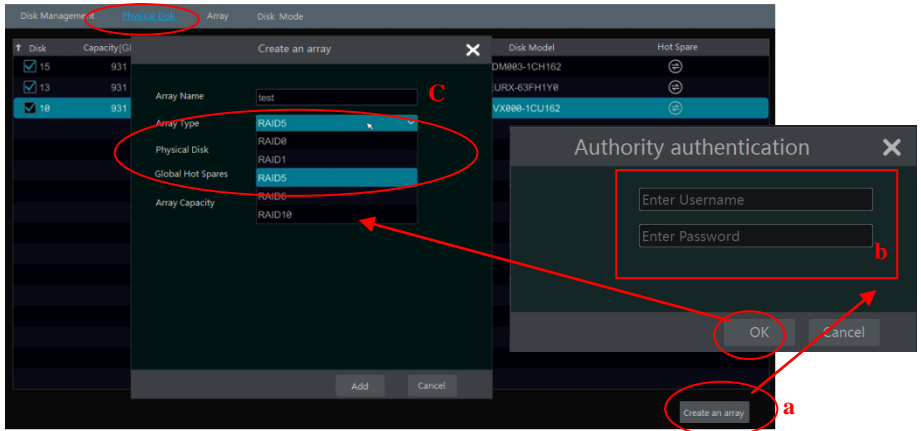 Disk Management Physical Disk Array Disk Mode
Disk Capacity[G Create an array Disk Model Hot Spare
15 931 DM003-1CH162
13 931 EURX-63FH1Y0
10 931 VX000-1CU162
Array Name test C
Array Type RAID5
RAID0
Physical Disk
RAID1
Global Hot Spares RAID5
RAID6
Array Capacity
RAID10
Authority authentication
Enter Username
Enter Password
b
OK Cancel
Add Cancel
Create an array a